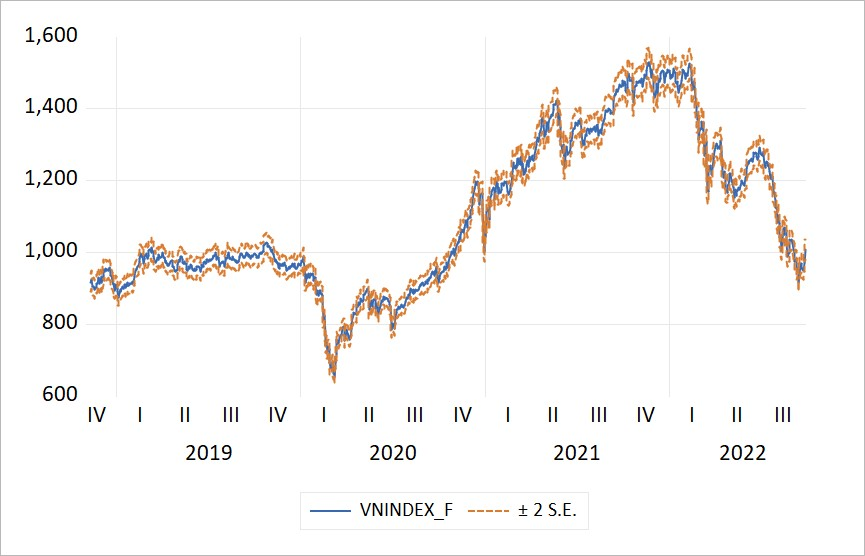 1,600
1,400
1,200
1,000
800
600
IV I II III IV I II III IV I II III IV I II III
2019 2020 2021 2022
VNINDEX_F ± 2 S.E.